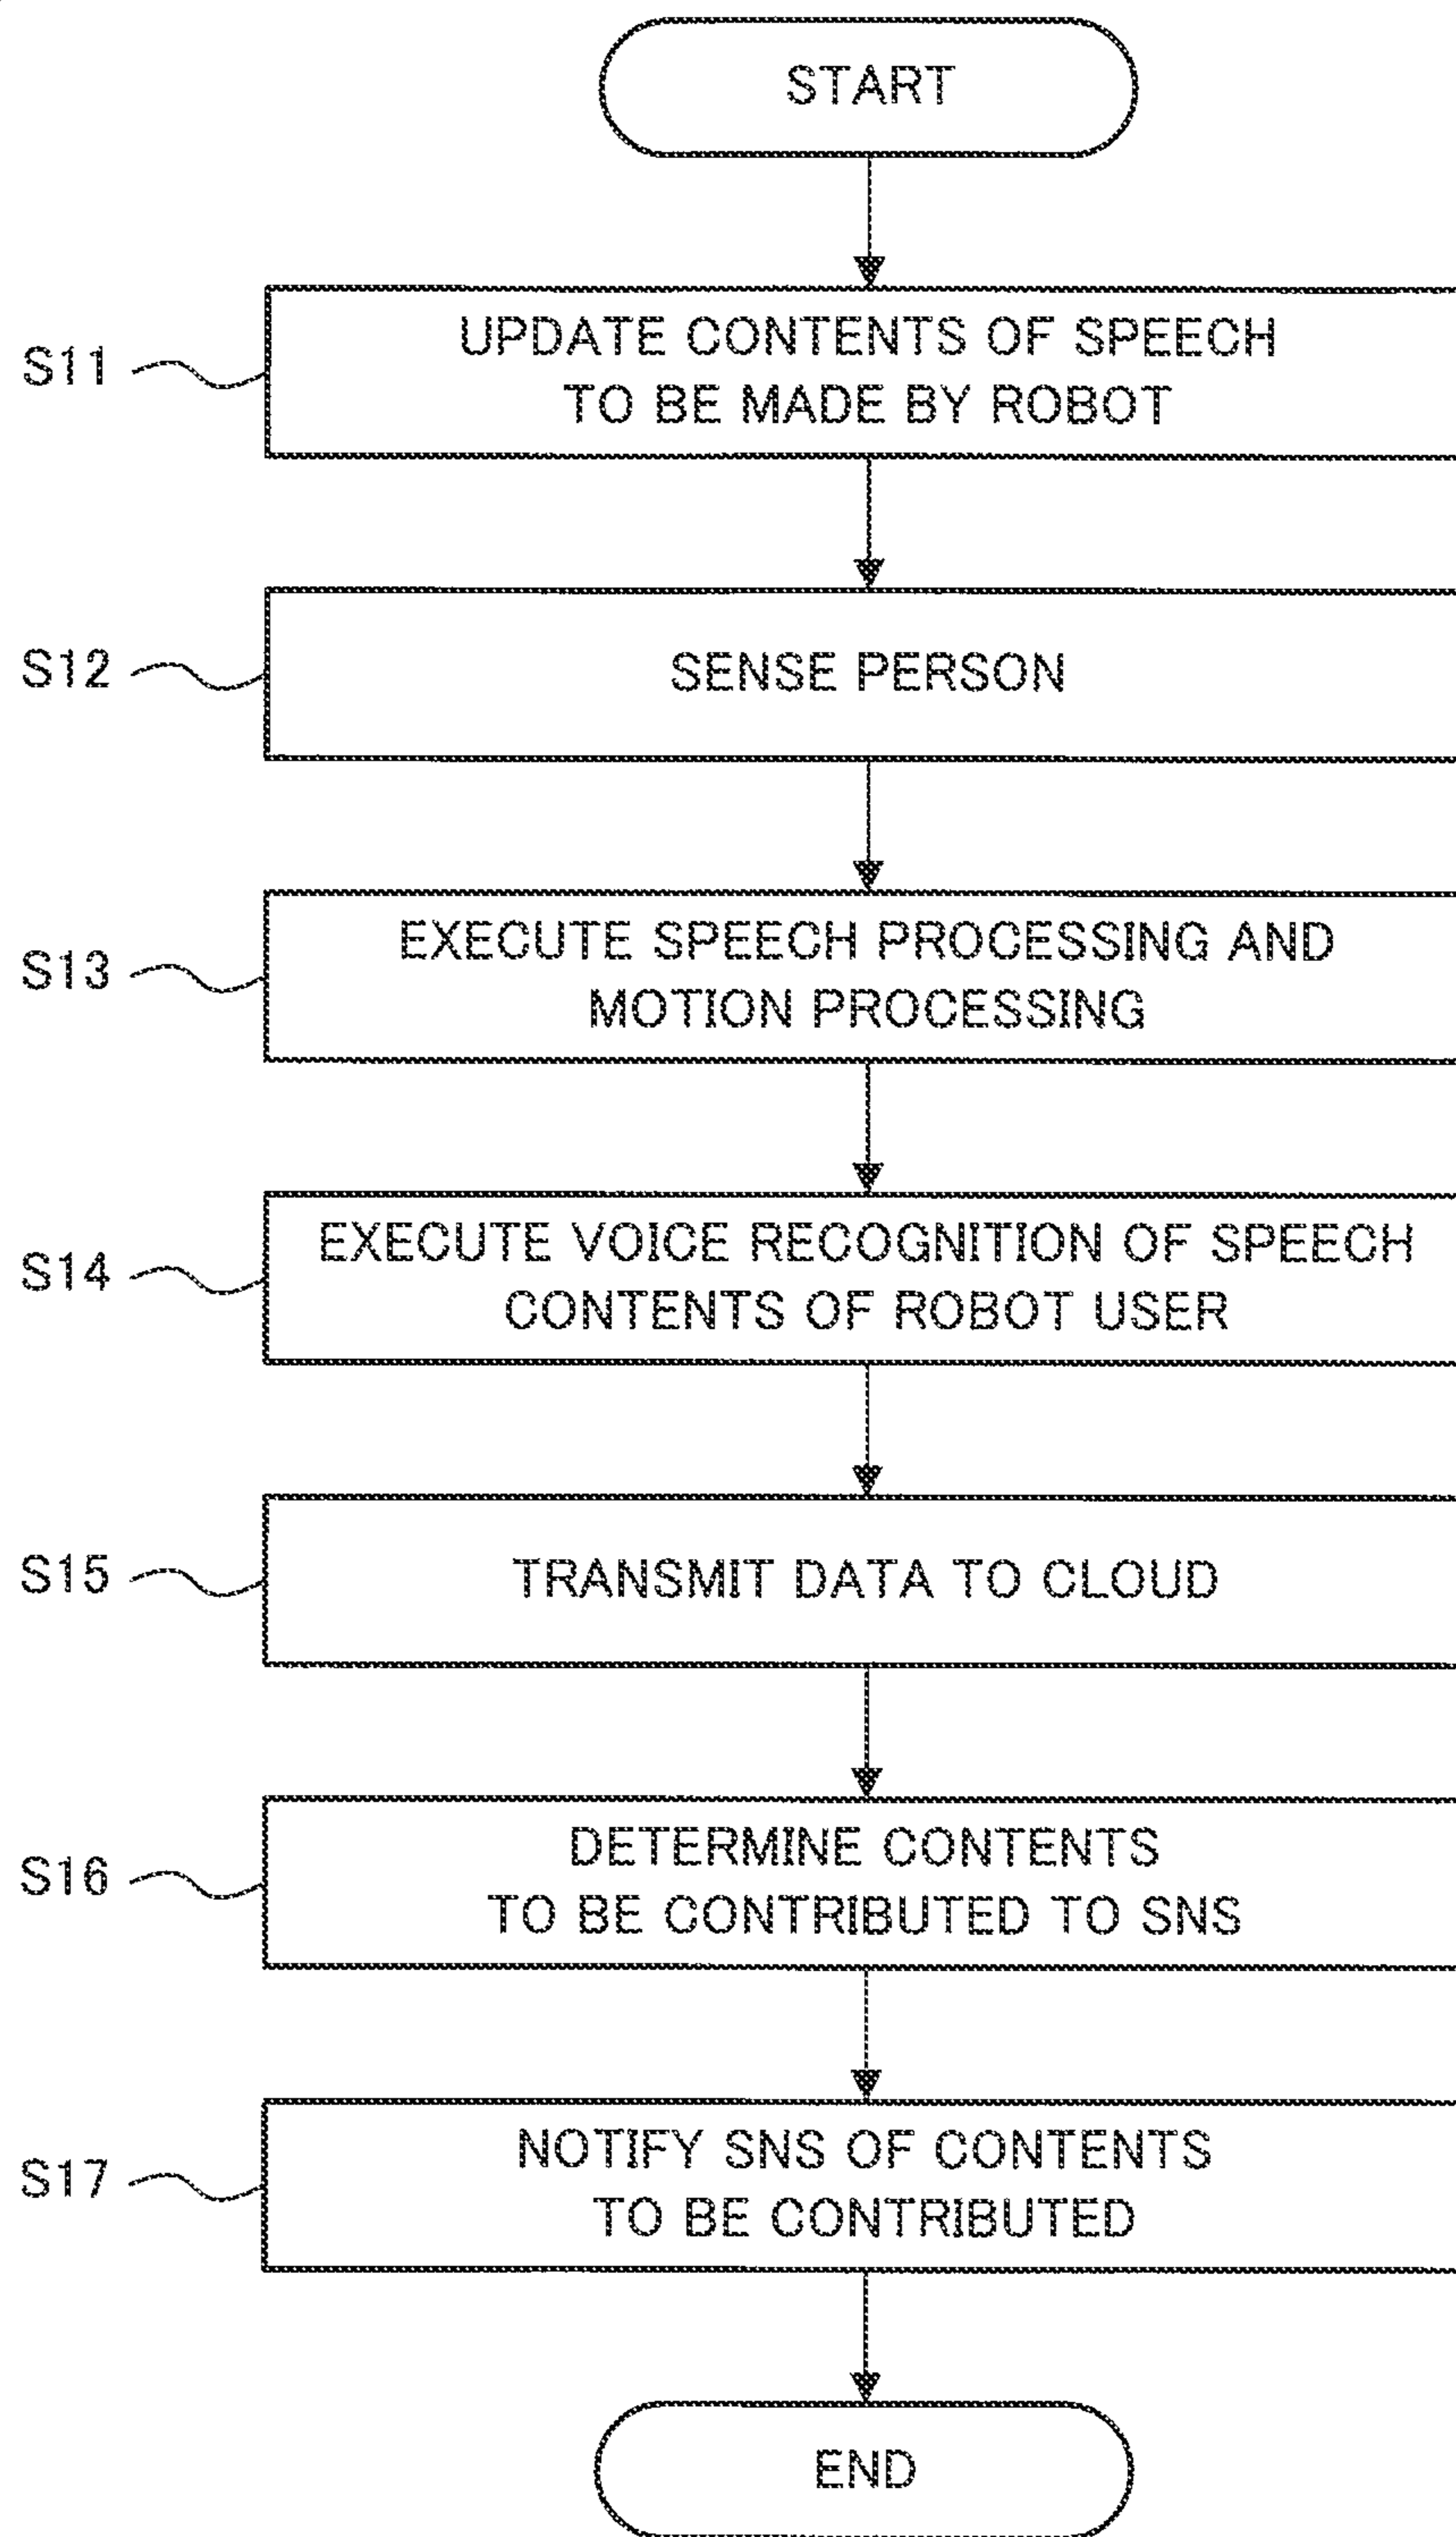 START
S11
UPDATE CONTENTS OF SPEECH
TO BE MADE BY ROBOT
S12
SENSE PERSON
S13
EXECUTE SPEECH PROCESSING AND
MOTION PROCESSING
S14
EXECUTE VOICE RECOGNITION OF SPEECH
CONTENTS OF ROBOT USER
S15
TRANSMIT DATA TO CLOUD
S16
DETERMINE CONTENTS
TO BE CONTRIBUTED TO SNS
S17
NOTIFY SNS OF CONTENTS
TO BE CONTRIBUTED
END